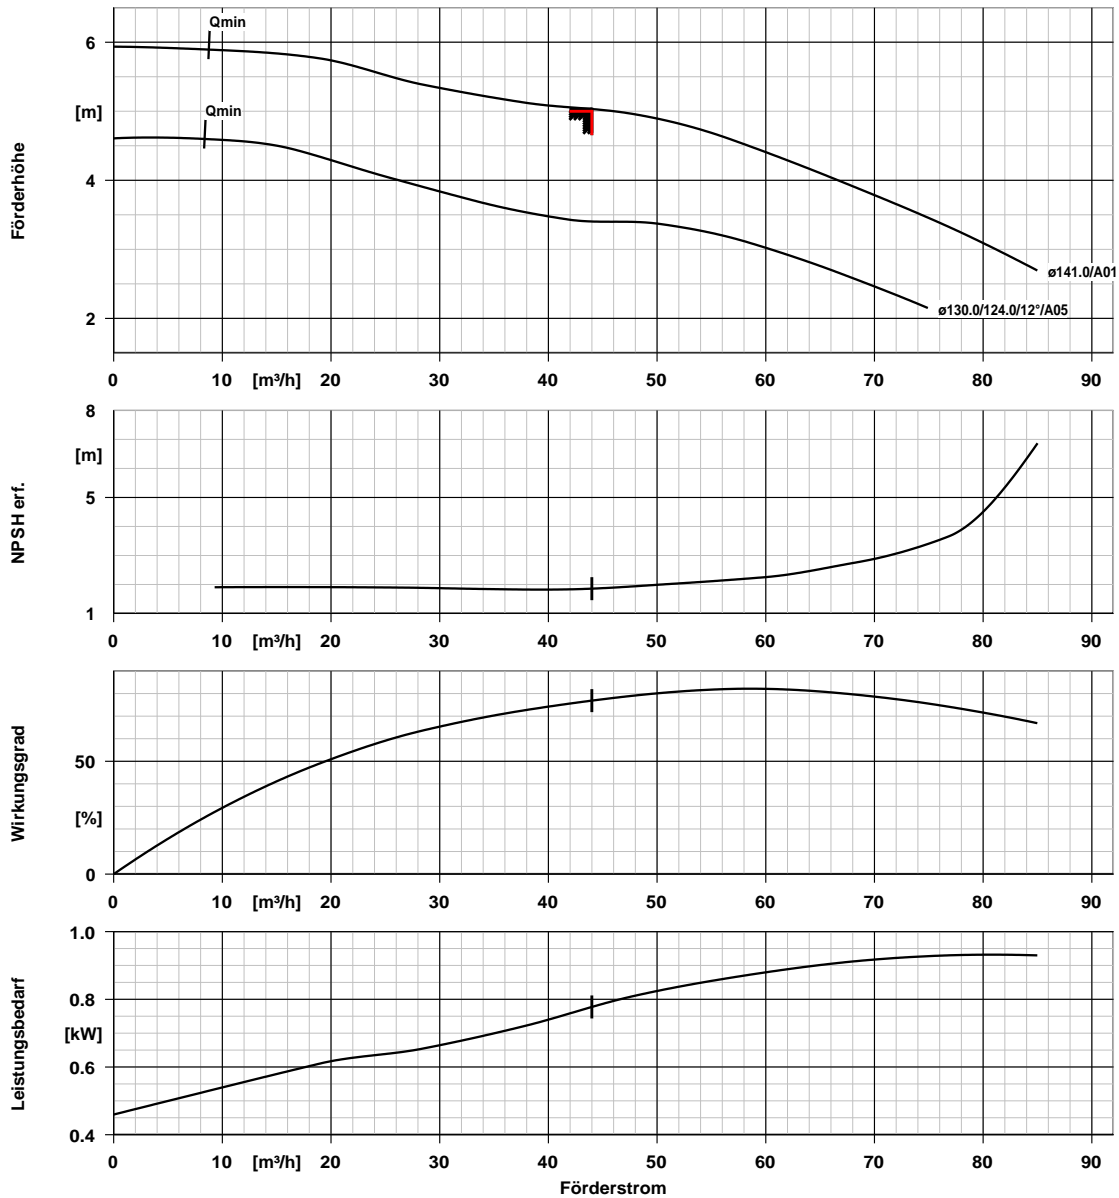 Qmin
6
[m]
Qmin
Förderhöhe
4
ø141.0/A01
2
ø130.0/124.0/12°/A05
0 10 [m³/h] 20 30 40 50 60 70 80 90
8
[m]
NPSH erf.
5
1
0 10 [m³/h] 20 30 40 50 60 70 80 90
Wirkungsgrad
50
[%]
0
0 10 [m³/h] 20 30 40 50 60 70 80 90
1.0
0.8
[kW]
Leistungsbedarf
0.6
0.4
0 10 [m³/h] 20 30 40 50 60 70 80 90
Förderstrom